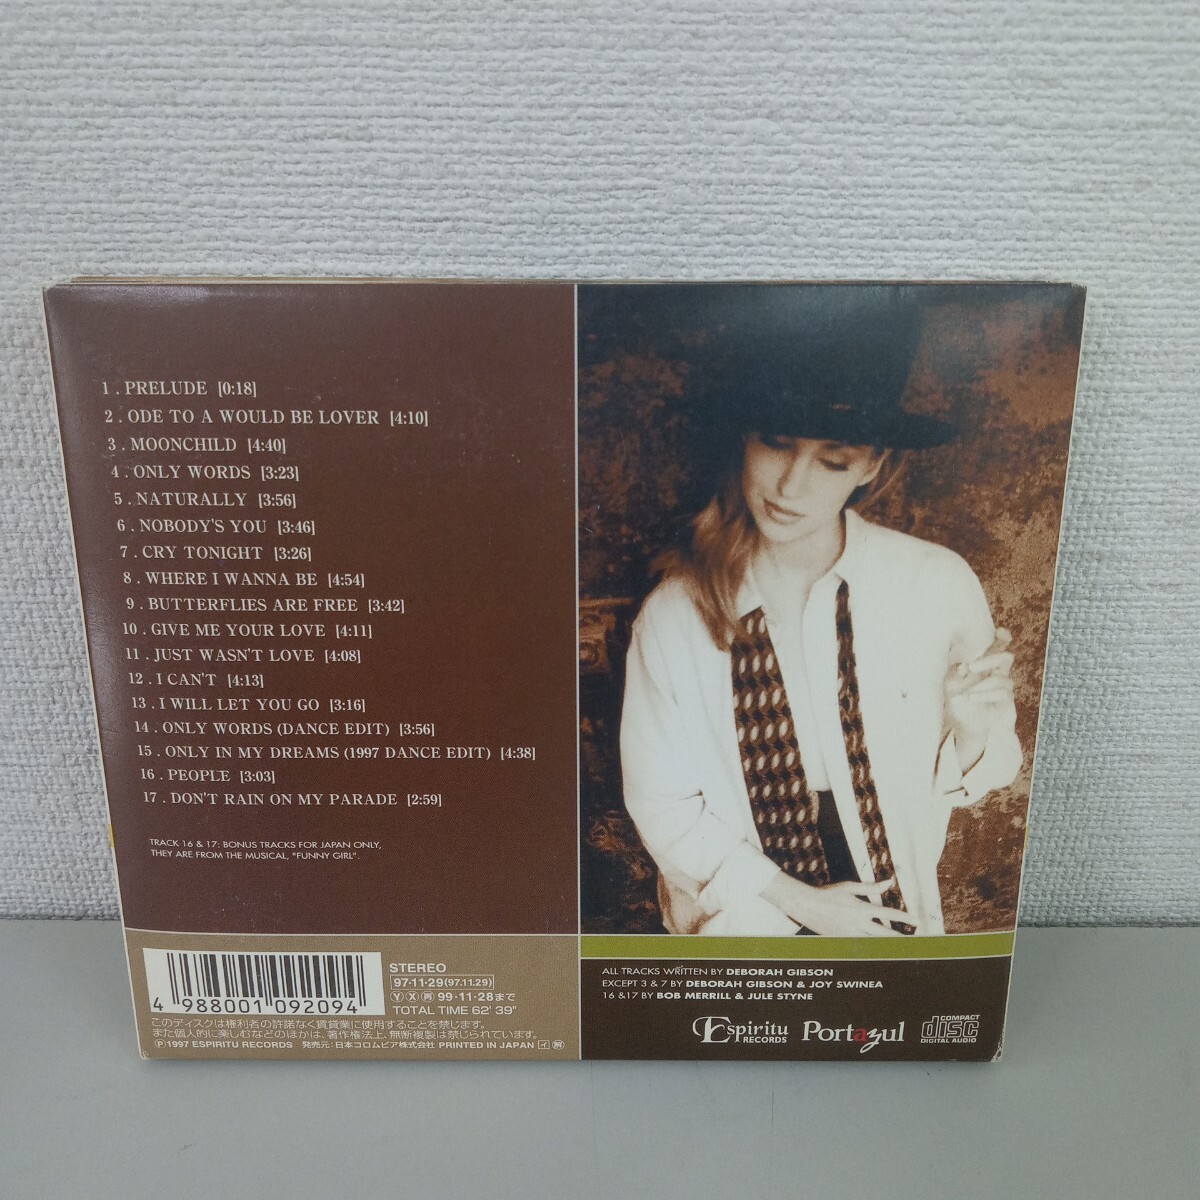 1 . PRELUDE [0:18]
2 . ODE TO A WOULD BE LOVER [4:10]
3 . MOONCHILD [4:40]
4 . ONLY WORDS [3:23]
5 . NATURALLY [3:56]
6 . NOBODY'S YOU [3:46]
7 . CRY TONIGHT [3:26]
8 . WHERE I WANNA BE [4:54]
9 . BUTTERFLIES ARE FREE [3:42]
10 . GIVE ME YOUR LOVE [4:11]
11 . JUST WASN'T LOVE [4:08]
12 . I CAN'T [4:13]
13 . I WILL LET YOU GO [3:16]
14 . ONLY WORDS (DANCE EDIT) [3:56]
15 . ONLY IN MY DREAMS (1997 DANCE EDIT) [4:38]
16 . PEOPLE [3:03]
17 . DON'T RAIN ON MY PARADE [2:59]
TRACK 16 & 17: BONUS TRACKS FOR JAPAN ONLY,
THEY ARE FROM THE MUSICAL, "FUNNY GIRL".
4 988001 092094
STEREO
97·11·29(97.11.29)
Ⓨ Ⓧ 再 99·11·28まで
TOTAL TIME 62' 39"
このディスクは権利者の許諾なく賃貸業に使用することを禁じます。
また個人的に楽しむなどのほかは、著作権法上、無断複製は禁じられています。
Ⓟ1997 ESPIRITU RECORDS 発売元：日本コロムビア株式会社 PRINTED IN JAPAN イ 解
ALL TRACKS WRITTEN BY DEBORAH GIBSON
EXCEPT 3 & 7 BY DEBORAH GIBSON & JOY SWINEA
16 &17 BY BOB MERRILL & JULE STYNE
Espiritu RECORDS
Portazul
COMPACT disc DIGITAL AUDIO